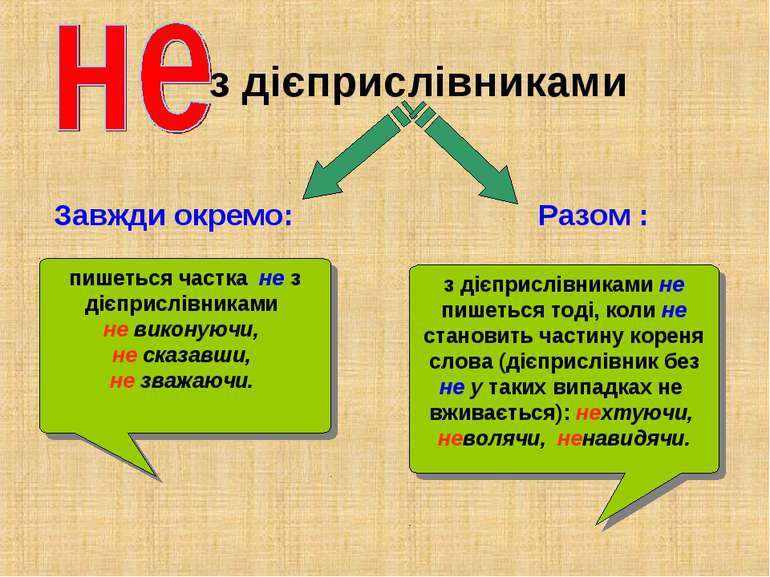 не з дієприслівниками
Завжди окремо:
Разом :
пишеться частка не з
дієприслівниками
не виконуючи,
не сказавши,
не зважаючи.
з дієприслівниками не
пишеться тоді, коли не
становить частину кореня
слова (дієприслівник без
не у таких випадках не
вживається): нехтуючи,
неволячи, ненавидячи.